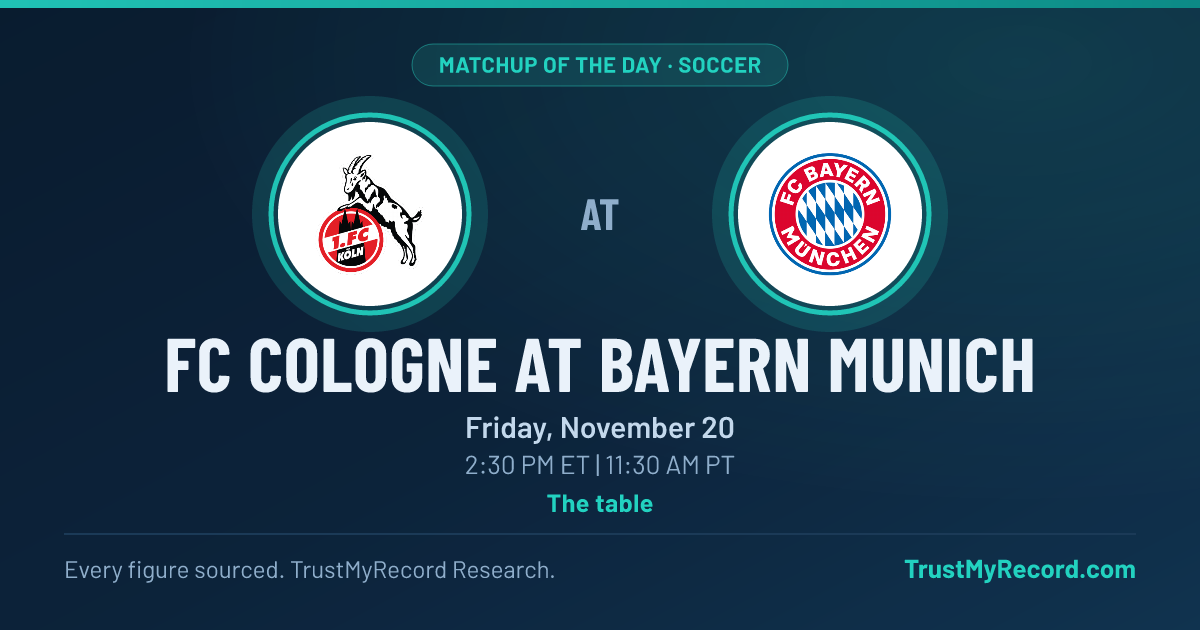 MATCHUP OF THE DAY · SOCCER
1.FC
KÖLN
AT
FC BAYERN
MÜNCHEN
FC COLOGNE AT BAYERN MUNICH
Friday, November 20
2:30 PM ET | 11:30 AM PT
The table
Every figure sourced. TrustMyRecord Research.
TrustMyRecord.com